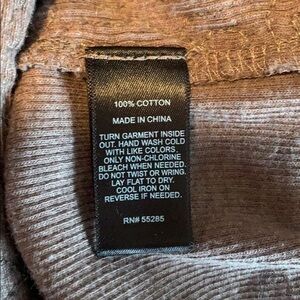 100% COTTON
MADE IN CHINA
TURN GARMENT INSIDE
OUT. HAND WASH COLD
WITH LIKE COLORS.
ONLY NON-CHLORINE
BLEACH WHEN NEEDED.
DO NOT TWIST OR WRING.
LAY FLAT TO DRY.
COOL IRON ON
REVERSE IF NEEDED.
RN# 55285